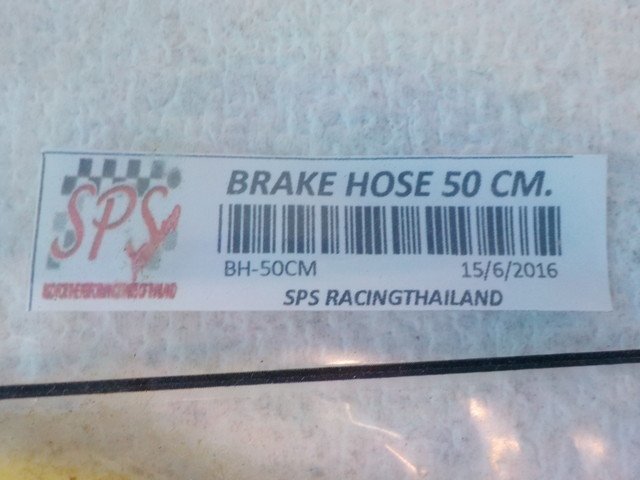 SPS
BRAKE HOSE 50 CM.
BH-50CM 15/6/2016
SPS RACINGTHAILAND